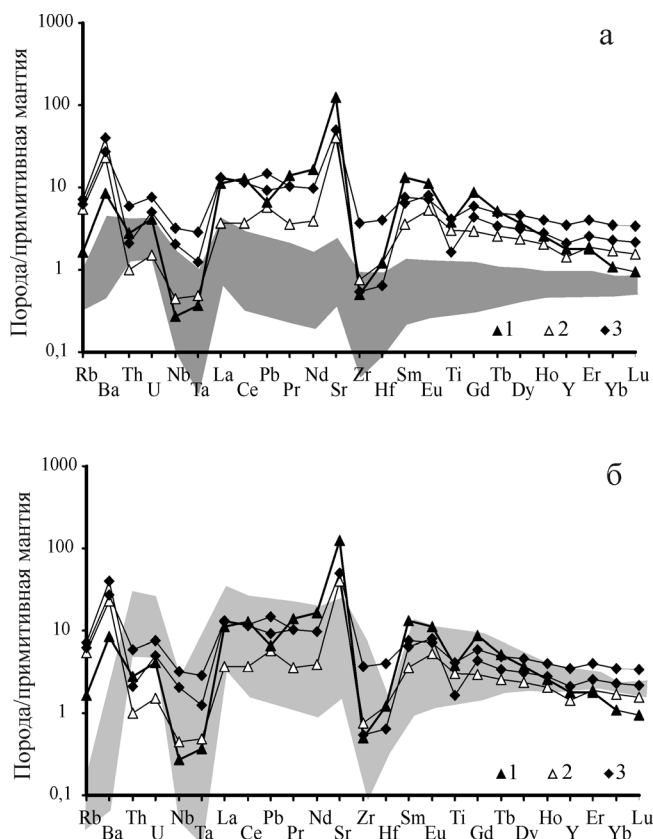 а
Порода/примитивная мантия
1000
100
10
1
0,1
1 2 3
Rb Th Nb La Pb Nd Zr Sm Ti Tb Ho Er Lu
Ba U Ta Ce Pr Sr Hf Eu Gd Dy Y Yb
б
Порода/примитивная мантия
1000
100
10
1
0,1
1 2 3
Rb Th Nb La Pb Nd Zr Sm Ti Tb Ho Er Lu
Ba U Ta Ce Pr Sr Hf Eu Gd Dy Y Yb